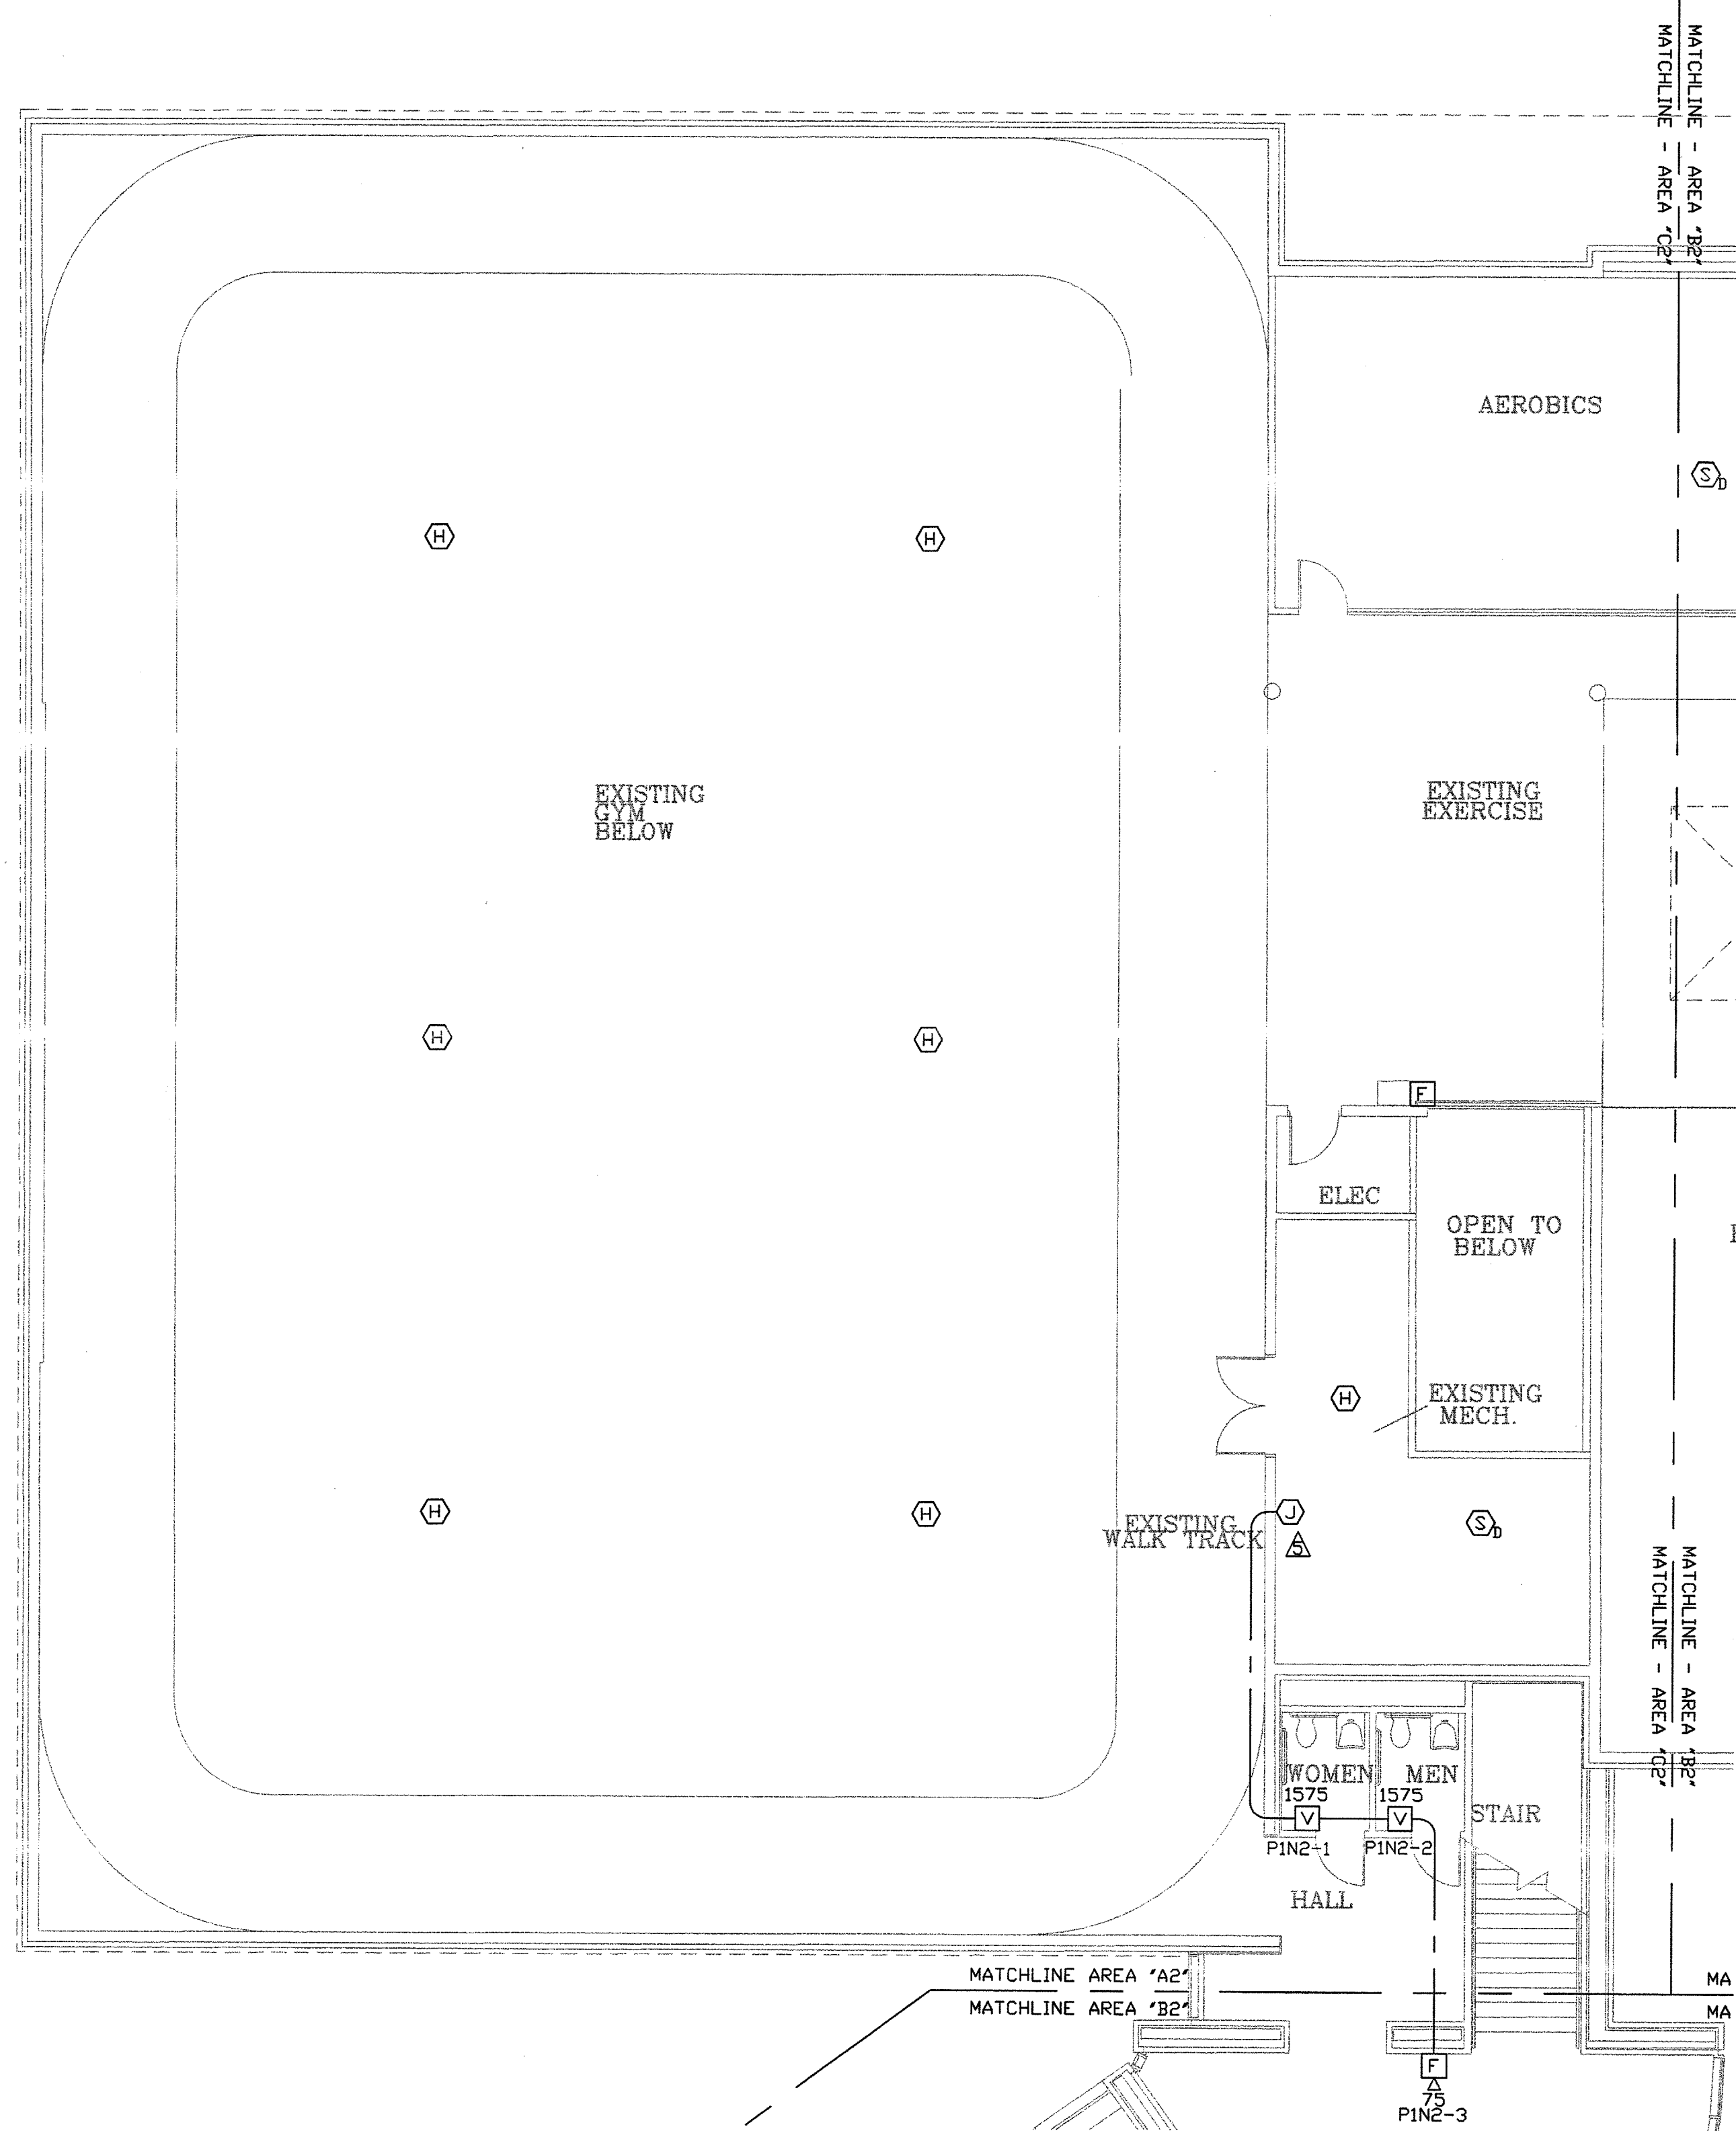 MATCHLINE - AREA "B2"
MATCHLINE - AREA "C2"
AEROBICS
S D
H
H
EXISTING
GYM
BELOW
EXISTING
EXERCISE
H
H
F
ELEC
OPEN TO
BELOW
H
EXISTING
MECH.
H
H
J
5
S D
EXISTING
WALK TRACK
MATCHLINE - AREA "B2"
MATCHLINE - AREA "C2"
WOMEN
MEN
1575
1575
V
V
P1N2-1
P1N2-2
STAIR
HALL
MATCHLINE AREA "A2"
MATCHLINE AREA "B2"
MA
MA
F
75
P1N2-3